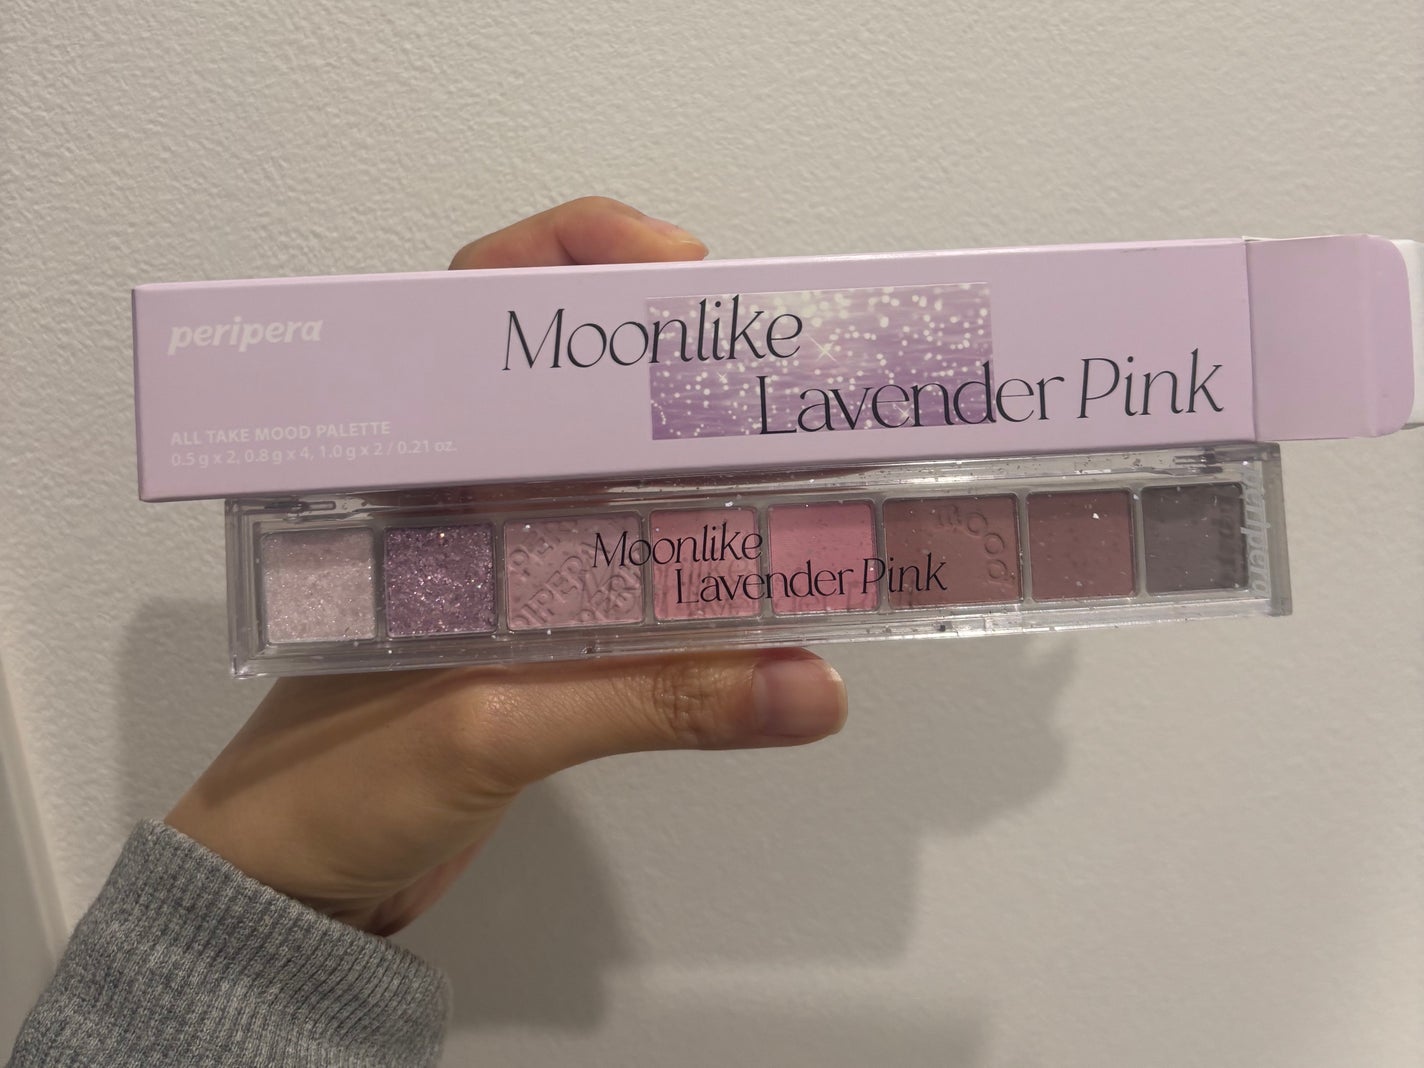 peripera
Moonlike
Lavender Pink
ALL TAKE MOOD PALETTE
0.5 g x 2, 0.8 g x 4, 1.0 g x 2 / 0.21 oz.
Moonlike
Lavender Pink
peripera
MOOD